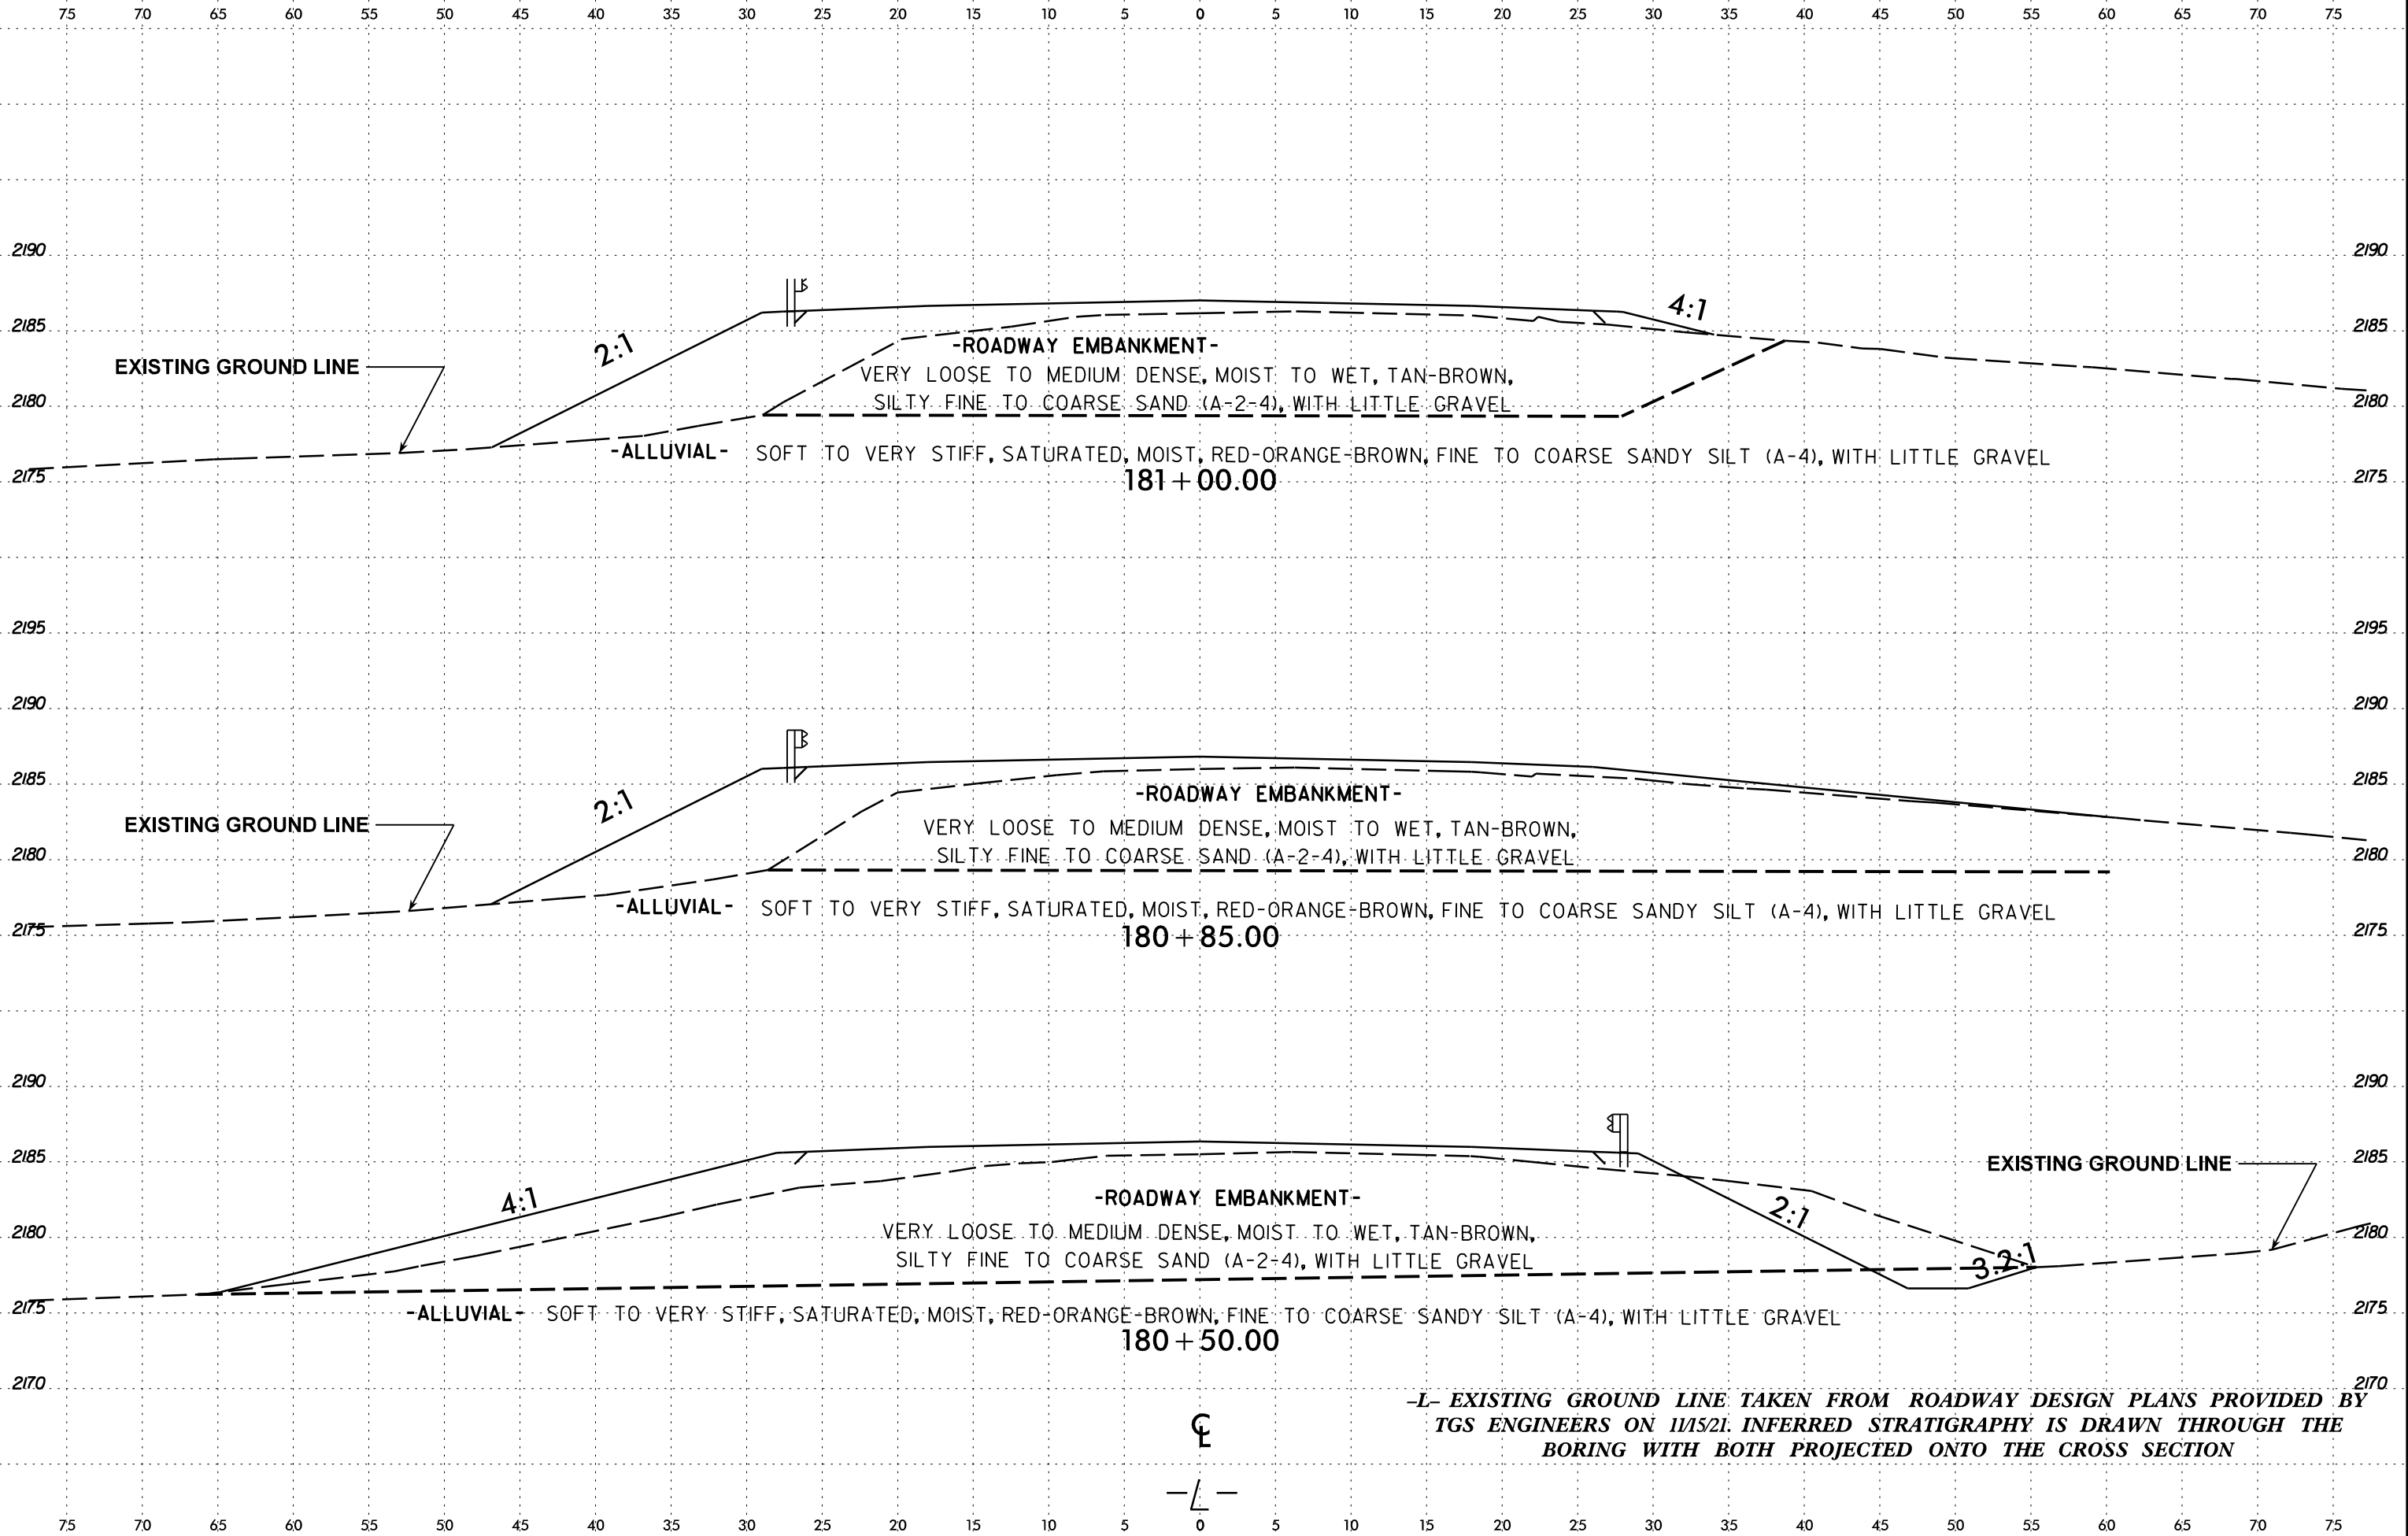 75 70 65 60 55 50 45 40 35 30 25 20 15 10 5 0 5 10 15 20 25 30 35 40 45 50 55 60 65 70 75
2190 2190
4:1
2185 2185
2:1
-ROADWAY EMBANKMENT-
EXISTING GROUND LINE
VERY LOOSE TO MEDIUM DENSE, MOIST TO WET, TAN-BROWN,
2180 SILTY FINE TO COARSE SAND (A-2-4), WITH LITTLE GRAVEL 2180
-ALLUVIAL- SOFT TO VERY STIFF, SATURATED, MOIST, RED-ORANGE-BROWN, FINE TO COARSE SANDY SILT (A-4), WITH LITTLE GRAVEL
2175 181+00.00 2175
2195 2195
2190 2190
2185 2185
-ROADWAY EMBANKMENT-
2:1
EXISTING GROUND LINE
VERY LOOSE TO MEDIUM DENSE, MOIST TO WET, TAN-BROWN,
2180 SILTY FINE TO COARSE SAND (A-2-4), WITH LITTLE GRAVEL 2180
-ALLUVIAL- SOFT TO VERY STIFF, SATURATED, MOIST, RED-ORANGE-BROWN, FINE TO COARSE SANDY SILT (A-4), WITH LITTLE GRAVEL
2175 180+85.00 2175
2190 2190
2185 2185
EXISTING GROUND LINE
4:1
-ROADWAY EMBANKMENT-
2:1
2180 VERY LOOSE TO MEDIUM DENSE, MOIST TO WET, TAN-BROWN, 2180
SILTY FINE TO COARSE SAND (A-2-4), WITH LITTLE GRAVEL
3.2:1
2175 2175
-ALLUVIAL- SOFT TO VERY STIFF, SATURATED, MOIST, RED-ORANGE-BROWN, FINE TO COARSE SANDY SILT (A-4), WITH LITTLE GRAVEL
180+50.00
2170 2170
-L- EXISTING GROUND LINE TAKEN FROM ROADWAY DESIGN PLANS PROVIDED BY
TGS ENGINEERS ON 11/15/21. INFERRED STRATIGRAPHY IS DRAWN THROUGH THE
BORING WITH BOTH PROJECTED ONTO THE CROSS SECTION
℄
-L-
75 70 65 60 55 50 45 40 35 30 25 20 15 10 5 0 5 10 15 20 25 30 35 40 45 50 55 60 65 70 75